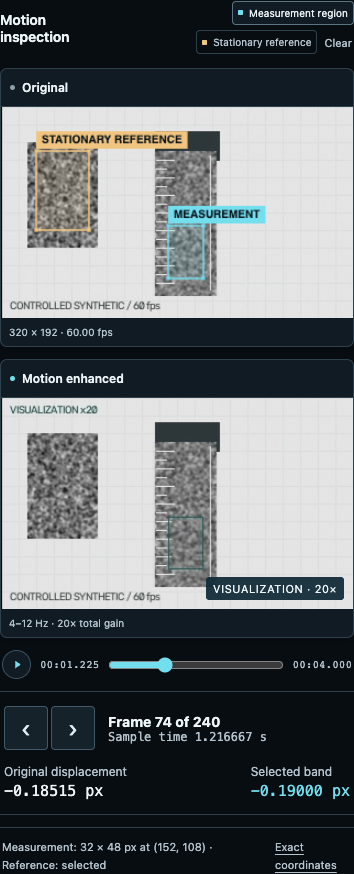 Motion
inspection
Measurement region
Stationary reference
Clear
Original
STATIONARY REFERENCE
MEASUREMENT
CONTROLLED SYNTHETIC / 60 fps
320 × 192 · 60.00 fps
Motion enhanced
VISUALIZATION x20
CONTROLLED SYNTHETIC / 60 fps
VISUALIZATION · 20×
4–12 Hz · 20× total gain
00:01.225
00:04.000
Frame 74 of 240
Sample time 1.216667 s
Original displacement
−0.18515 px
Selected band
−0.19000 px
Measurement: 32 × 48 px at (152, 108) ·
Reference: selected
Exact
coordinates